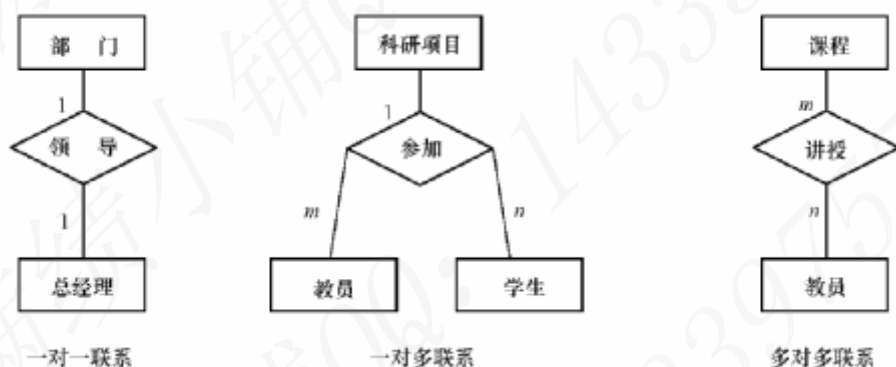 部 门
1
领 导
1
总经理
一对一联系
科研项目
1
参加
m
n
教员
学生
一对多联系
课程
m
讲授
n
教员
多对多联系